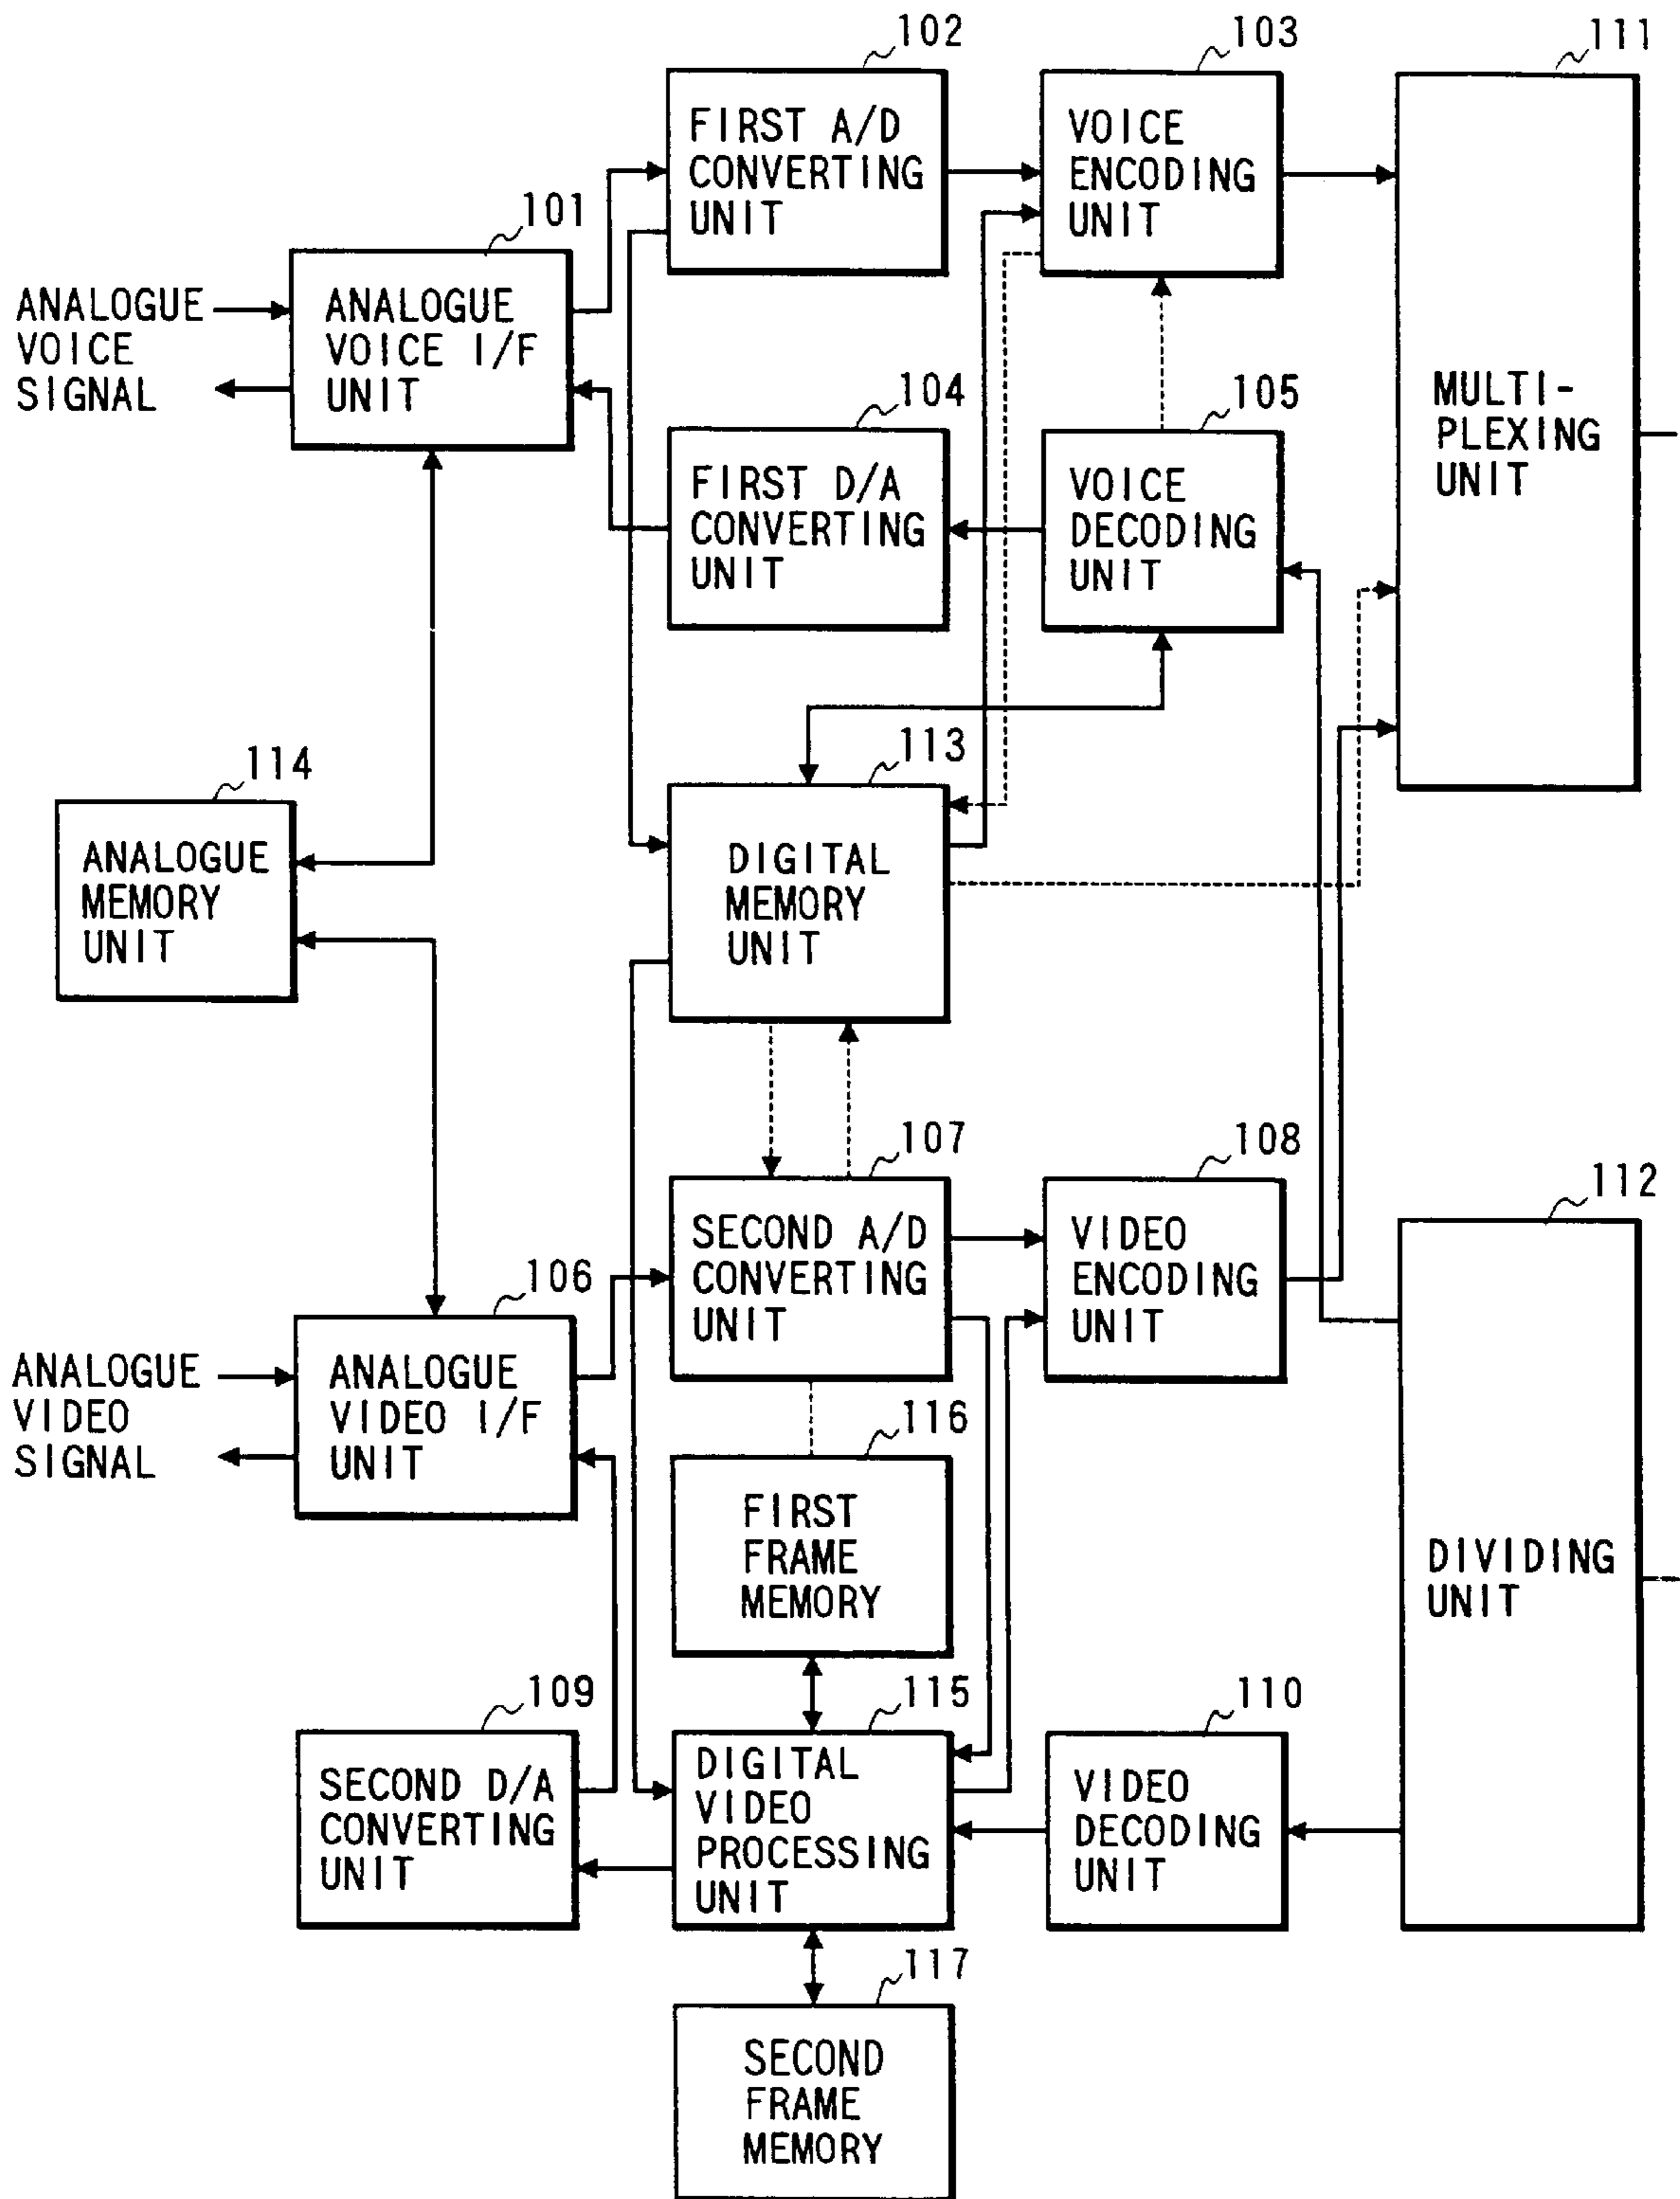 102
103
111
FIRST A/D
CONVERTING
UNIT
VOICE
ENCODING
UNIT
101
ANALOGUE
VOICE
SIGNAL
ANALOGUE
VOICE I/F
UNIT
104
105
MULTI-
PLEXING
UNIT
FIRST D/A
CONVERTING
UNIT
VOICE
DECODING
UNIT
114
113
ANALOGUE
MEMORY
UNIT
DIGITAL
MEMORY
UNIT
107
108
112
SECOND A/D
CONVERTING
UNIT
VIDEO
ENCODING
UNIT
106
ANALOGUE
VIDEO
SIGNAL
ANALOGUE
VIDEO I/F
UNIT
116
FIRST
FRAME
MEMORY
DIVIDING
UNIT
109
115
110
SECOND D/A
CONVERTING
UNIT
DIGITAL
VIDEO
PROCESSING
UNIT
VIDEO
DECODING
UNIT
117
SECOND
FRAME
MEMORY